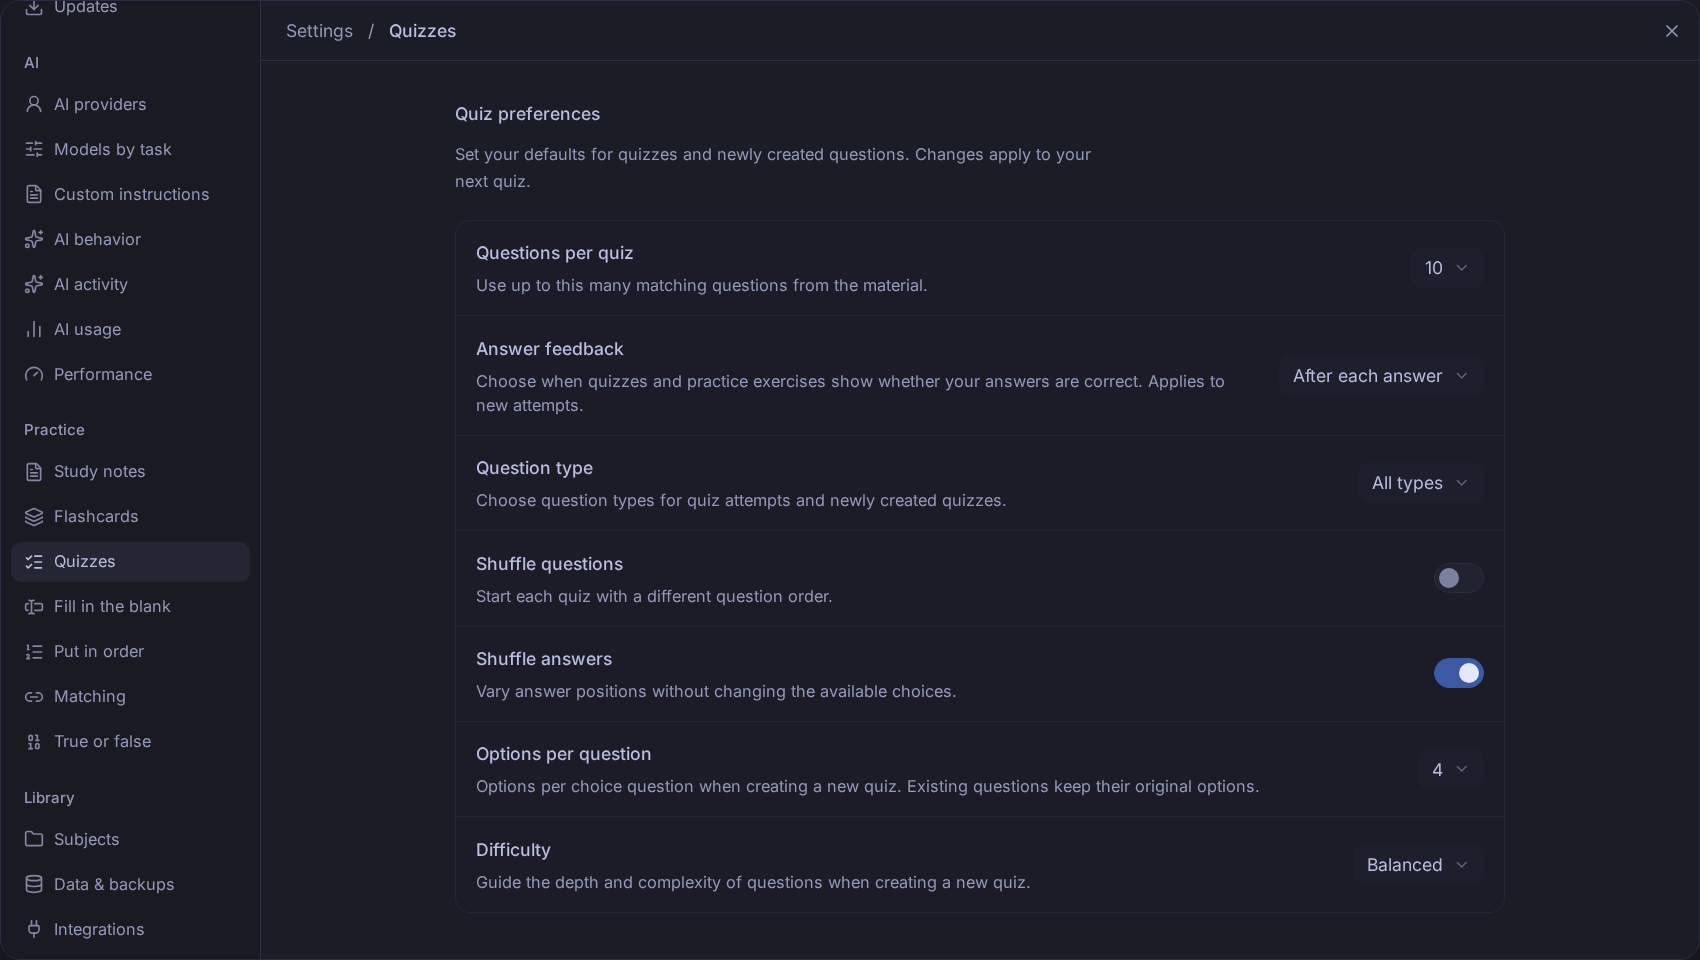 Updates
AI
AI providers
Models by task
Custom instructions
AI behavior
AI activity
AI usage
Performance
Practice
Study notes
Flashcards
Quizzes
Fill in the blank
Put in order
Matching
True or false
Library
Subjects
Data & backups
Integrations
Settings / Quizzes
Quiz preferences
Set your defaults for quizzes and newly created questions. Changes apply to your
next quiz.
Questions per quiz
Use up to this many matching questions from the material.
10
Answer feedback
Choose when quizzes and practice exercises show whether your answers are correct. Applies to
new attempts.
After each answer
Question type
Choose question types for quiz attempts and newly created quizzes.
All types
Shuffle questions
Start each quiz with a different question order.
Shuffle answers
Vary answer positions without changing the available choices.
Options per question
Options per choice question when creating a new quiz. Existing questions keep their original options.
4
Difficulty
Guide the depth and complexity of questions when creating a new quiz.
Balanced